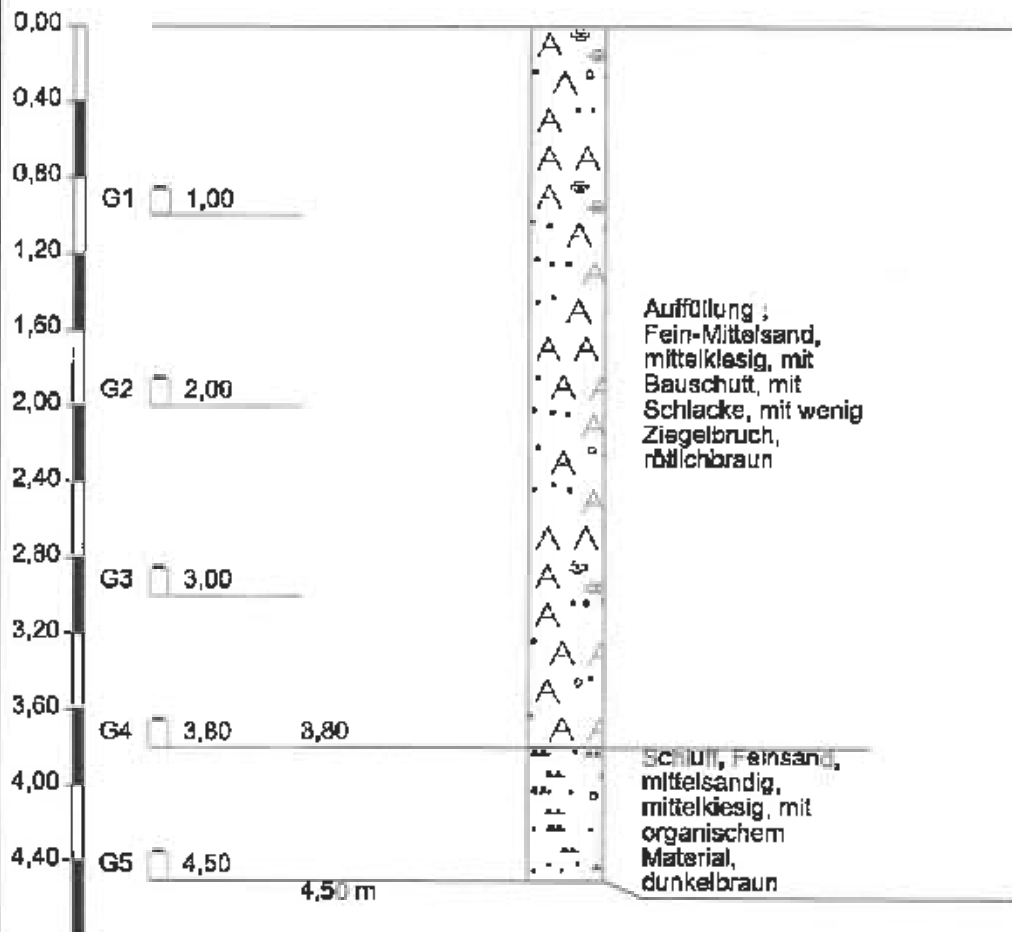 0,00
0,40
0,80
G1 1,00
1,20
1,60
G2 2,00
2,00
2,40
2,80
G3 3,00
3,20
3,60
G4 3,80 3,80
4,00
4,40
G5 4,50
4,50 m
Auffüllung ;
Fein-Mittelsand,
mittelkiesig, mit
Bauschutt, mit
Schlacke, mit wenig
Ziegelbruch,
rötlichbraun
Schluff, Feinsand,
mittelsandig,
mittelkiesig, mit
organischem
Material,
dunkelbraun